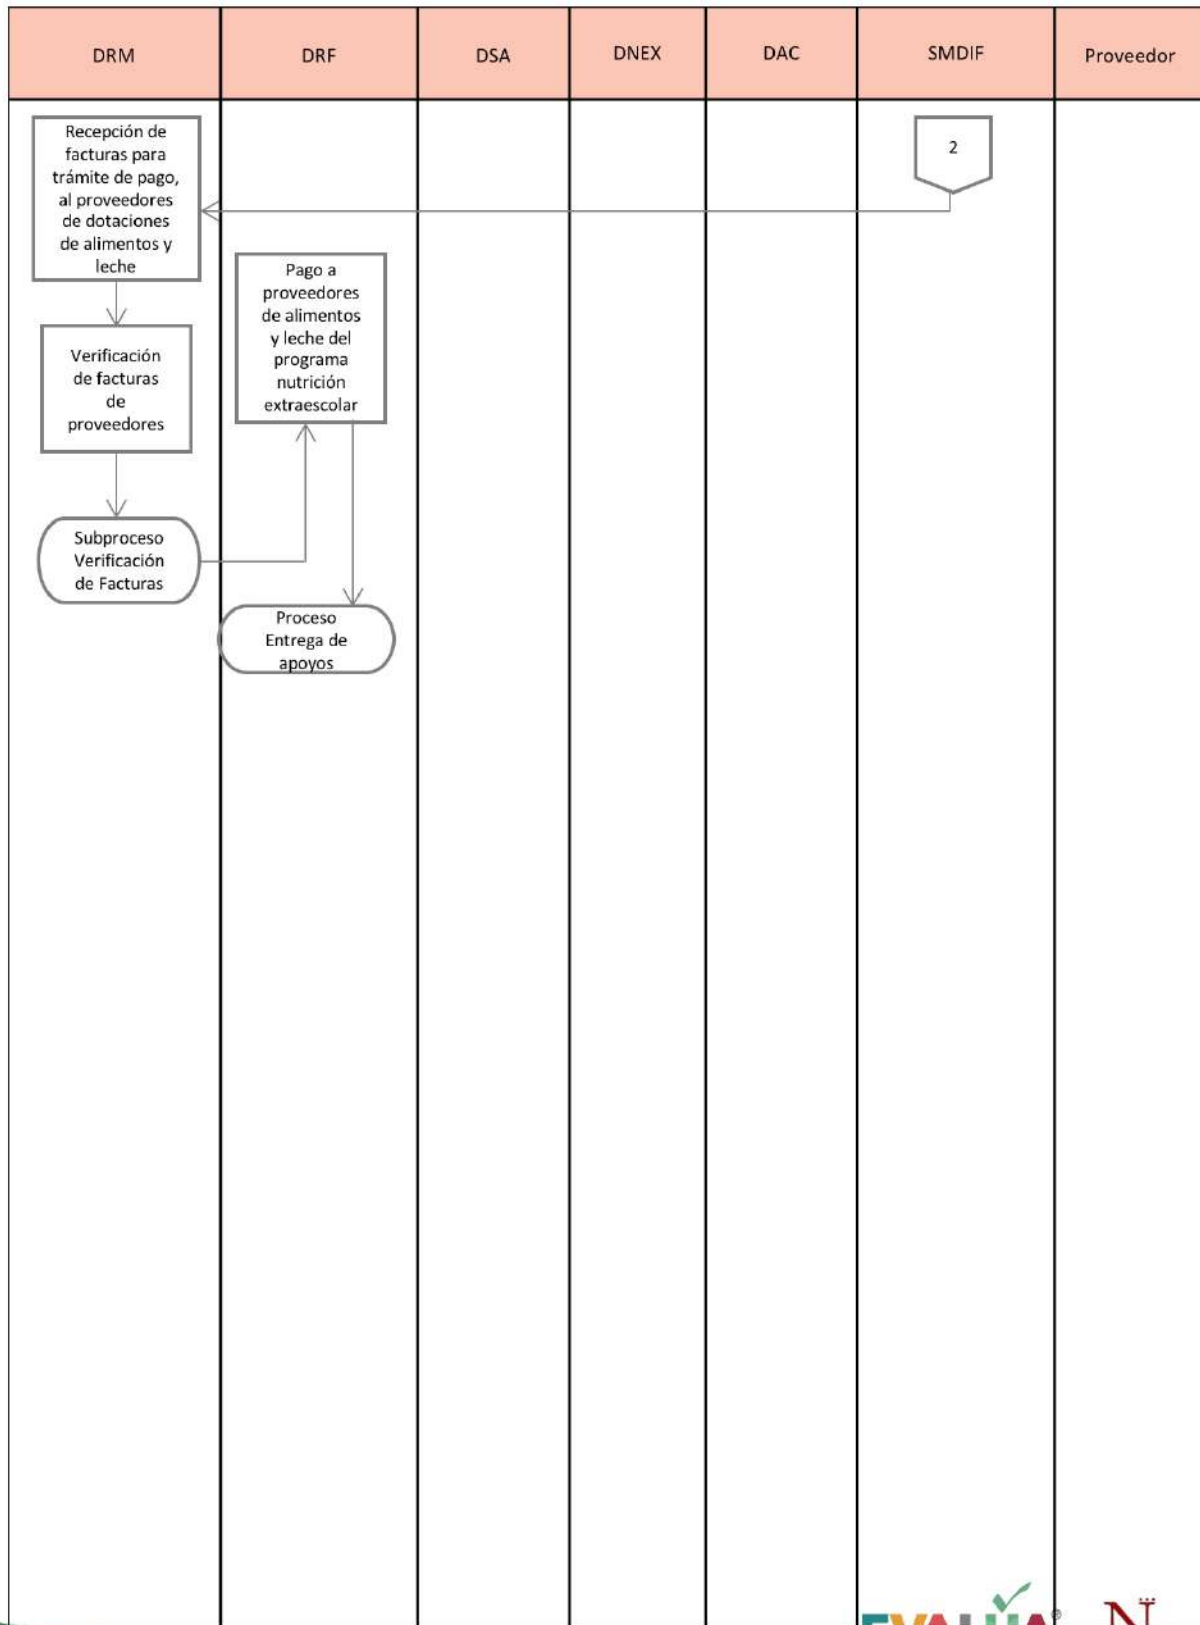 DRM
DRF
DSA
DNEX
DAC
SMDIF
Proveedor
Recepción de
facturas para
trámite de pago,
al proveedores
de dotaciones
de alimentos y
leche
2
Pago a
proveedores
de alimentos
y leche del
programa
nutrición
extraescolar
Verificación
de facturas
de
proveedores
Subproceso
Verificación
de Facturas
Proceso
Entrega de
apoyos
EVALÚA®
N